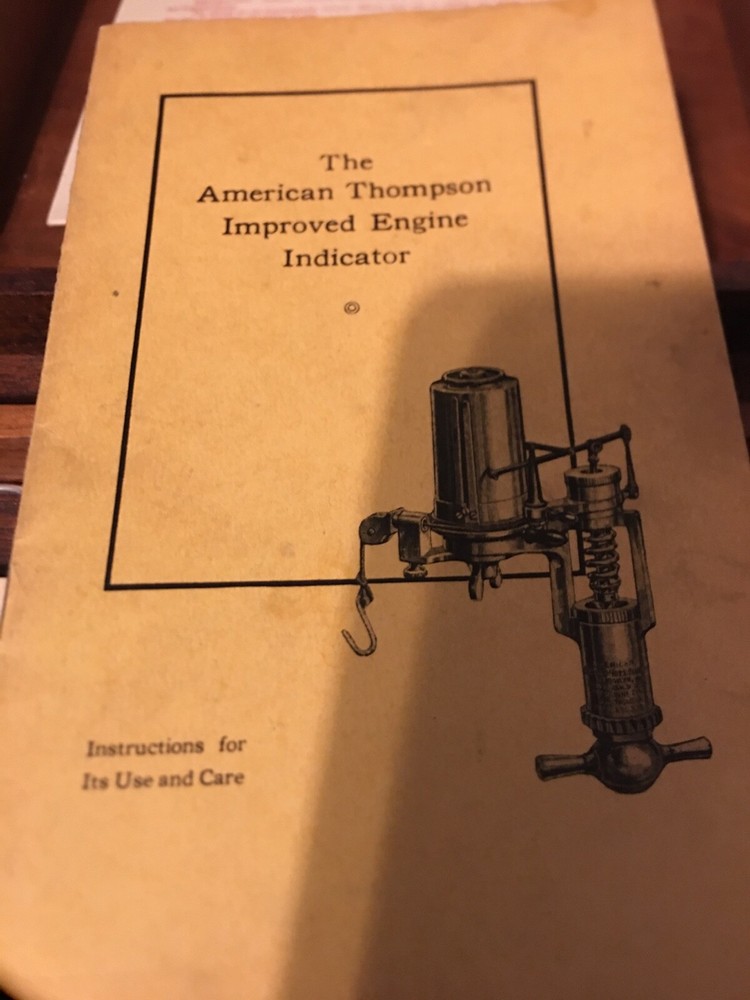 The
American Thompson
Improved Engine
Indicator
Instructions for
Its Use and Care